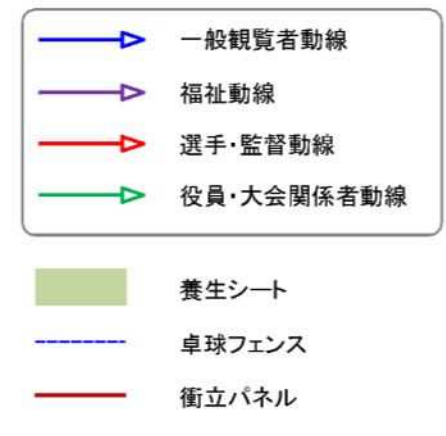 一般観覧者動線
福祉動線
選手・監督動線
役員・大会関係者動線
養生シート
卓球フェンス
衝立パネル